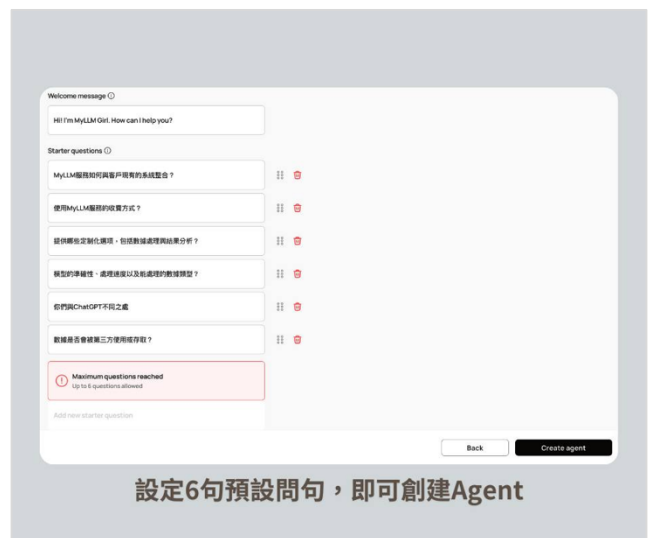 Welcome message ⓘ
Hi! I'm MyLLM Girl. How can I help you?
Starter questions ⓘ
MyLLM服務如何與客戶現有的系統整合？
使用MyLLM服務的收費方式？
提供哪些定制化選項，包括數據處理與結果分析？
模型的準確性、處理速度以及能處理的數據類型？
你們與ChatGPT不同之處
數據是否會被第三方使用或存取？
Maximum questions reached
Up to 6 questions allowed
Add new starter question
Back
Create agent
設定6句預設問句，即可創建Agent